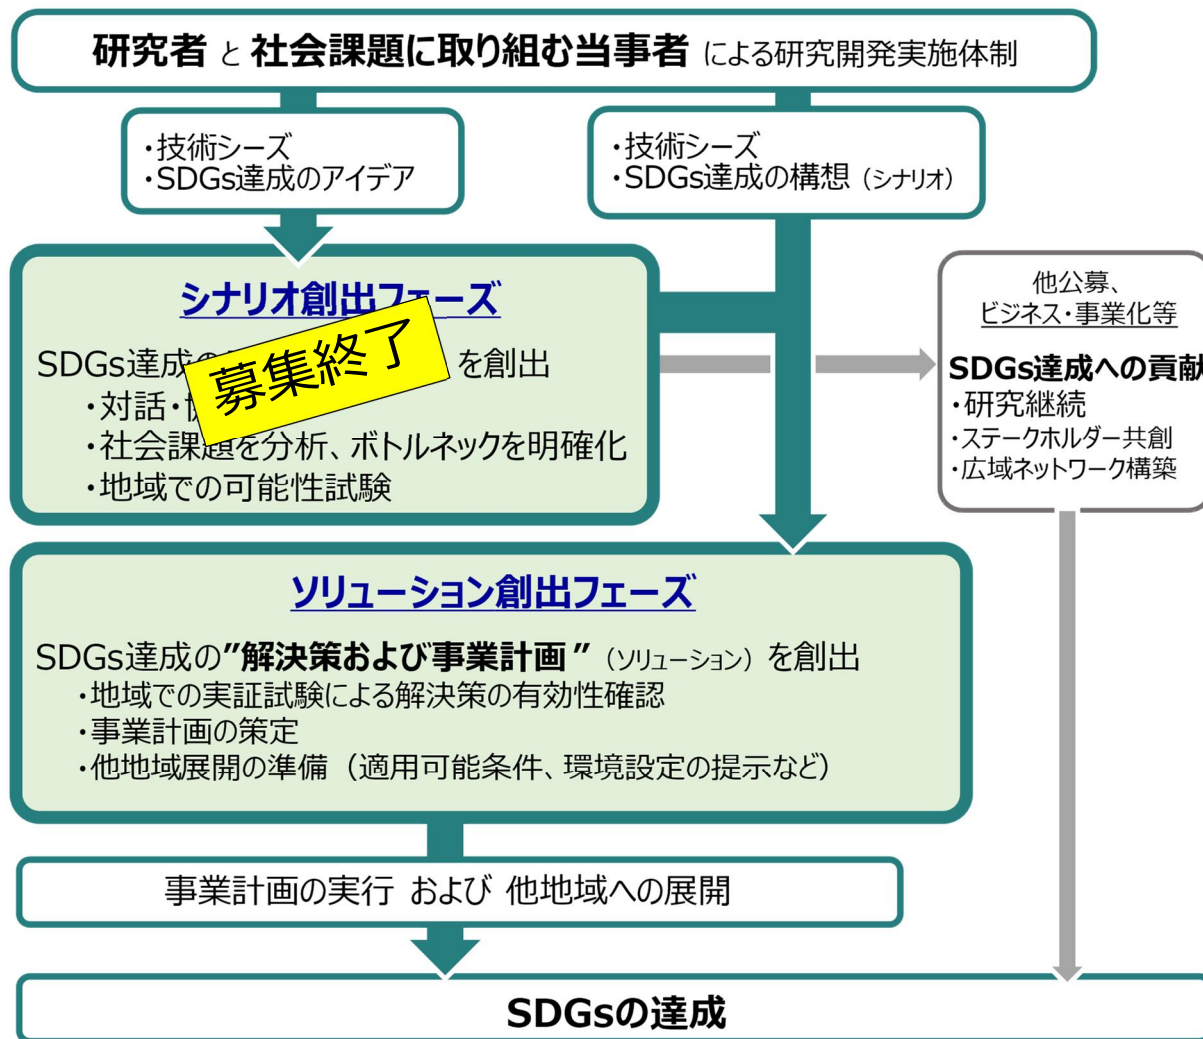 研究者 と 社会課題に取り組む当事者 による研究開発実施体制
・技術シーズ
・SDGs達成のアイデア
・技術シーズ
・SDGs達成の構想（シナリオ）
シナリオ創出フェーズ
SDGs達成の を創出
募集終了
・対話・
・社会課題を分析、ボトルネックを明確化
・地域での可能性試験
他公募、
ビジネス・事業化等
SDGs達成への貢献
・研究継続
・ステークホルダー共創
・広域ネットワーク構築
ソリューション創出フェーズ
SDGs達成の”解決策および事業計画”（ソリューション）を創出
・地域での実証試験による解決策の有効性確認
・事業計画の策定
・他地域展開の準備（適用可能条件、環境設定の提示など）
事業計画の実行 および 他地域への展開
SDGsの達成